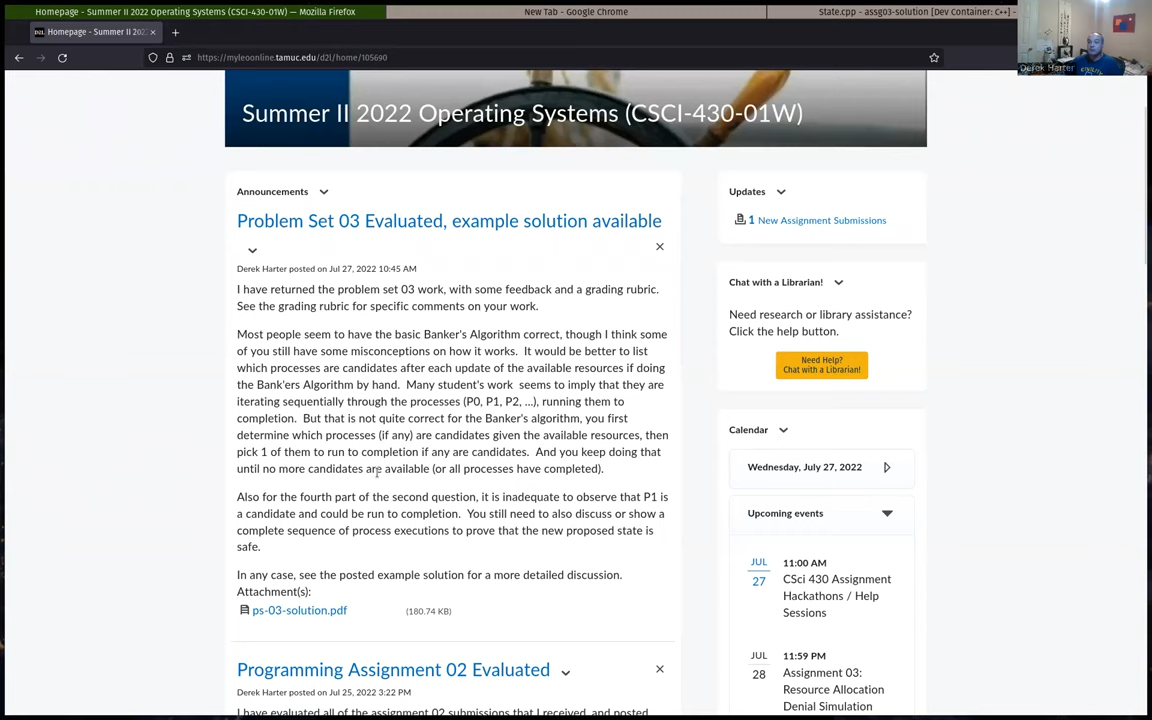 Homepage - Summer II 2022 Operating Systems (CSCI-430-01W) — Mozilla Firefox
New Tab - Google Chrome
State.cpp - assg03-solution [Dev Container: C++] -
Homepage - Summer II 202
https://myleoonline.tamuc.edu/d2l/home/105690
Derek Harter
Summer II 2022 Operating Systems (CSCI-430-01W)
Announcements
Problem Set 03 Evaluated, example solution available
Derek Harter posted on Jul 27, 2022 10:45 AM
I have returned the problem set 03 work, with some feedback and a grading rubric.
See the grading rubric for specific comments on your work.
Most people seem to have the basic Banker's Algorithm correct, though I think some
of you still have some misconceptions on how it works. It would be better to list
which processes are candidates after each update of the available resources if doing
the Bank'ers Algorithm by hand. Many student's work seems to imply that they are
iterating sequentially through the processes (P0, P1, P2, ...), running them to
completion. But that is not quite correct for the Banker's algorithm, you first
determine which processes (if any) are candidates given the available resources, then
pick 1 of them to run to completion if any are candidates. And you keep doing that
until no more candidates are available (or all processes have completed).
Also for the fourth part of the second question, it is inadequate to observe that P1 is
a candidate and could be run to completion. You still need to also discuss or show a
complete sequence of process executions to prove that the new proposed state is
safe.
In any case, see the posted example solution for a more detailed discussion.
Attachment(s):
ps-03-solution.pdf (180.74 KB)
Programming Assignment 02 Evaluated
Derek Harter posted on Jul 25, 2022 3:22 PM
I have evaluated all of the assignment 02 submissions that I received, and posted
Updates
1 New Assignment Submissions
Chat with a Librarian!
Need research or library assistance?
Click the help button.
Need Help?
Chat with a Librarian!
Calendar
Wednesday, July 27, 2022
Upcoming events
JUL
27
11:00 AM
CSci 430 Assignment
Hackathons / Help
Sessions
JUL
28
11:59 PM
Assignment 03:
Resource Allocation
Denial Simulation